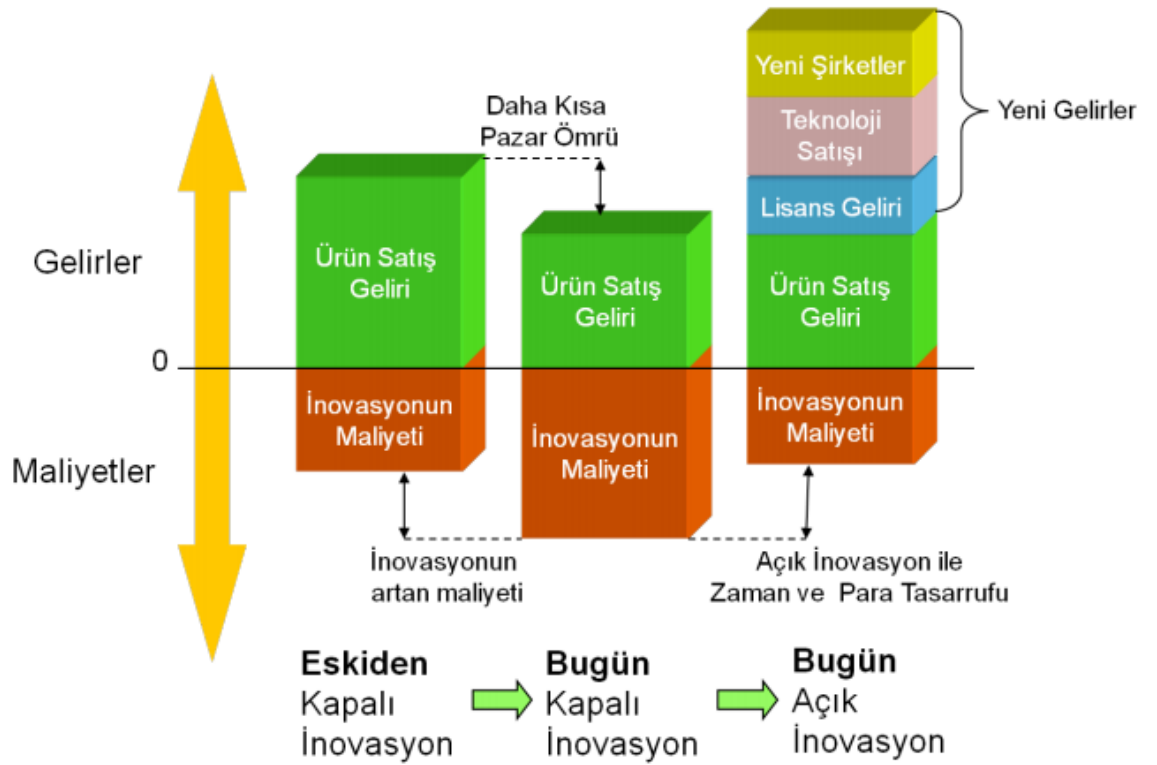 Yeni Şirketler
Teknoloji
Satışı
Lisans Geliri
Ürün Satış
Geliri
İnovasyonun
Maliyeti
Yeni Gelirler
Daha Kısa
Pazar Ömrü
Ürün Satış
Geliri
İnovasyonun
Maliyeti
Ürün Satış
Geliri
İnovasyonun
Maliyeti
Gelirler
0
Maliyetler
İnovasyonun
artan maliyeti
Açık İnovasyon ile
Zaman ve Para Tasarrufu
Eskiden
Kapalı
İnovasyon
Bugün
Kapalı
İnovasyon
Bugün
Açık
İnovasyon